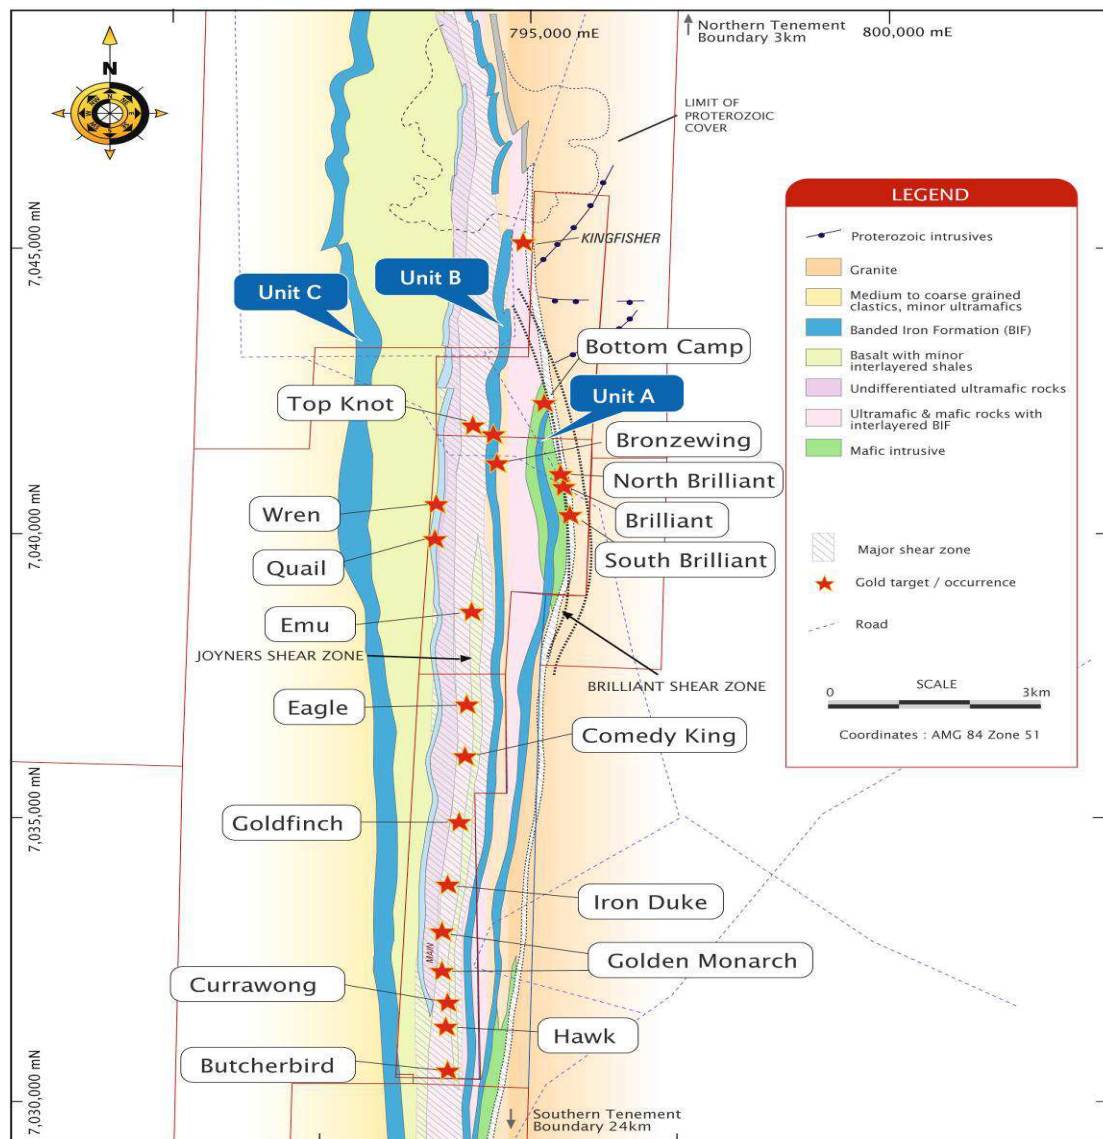 Northern Tenement
Boundary 3km
795,000 mE
800,000 mE
N
LIMIT OF
PROTEROZOIC
COVER
7,045,000 mN
KINGFISHER
Unit C
Unit B
Bottom Camp
Top Knot
Unit A
Bronzewing
North Brilliant
Wren
Brilliant
7,040,000 mN
Quail
South Brilliant
Emu
JOYNERS SHEAR ZONE
BRILLIANT SHEAR ZONE
Eagle
Comedy King
7,035,000 mN
Goldfinch
Iron Duke
MAIN
Golden Monarch
Currawong
Hawk
Butcherbird
7,030,000 mN
Southern Tenement
Boundary 24km
LEGEND
Proterozoic intrusives
Granite
Medium to coarse grained
clastics, minor ultramafics
Banded Iron Formation (BIF)
Basalt with minor
interlayered shales
Undifferentiated ultramafic rocks
Ultramafic & mafic rocks with
interlayered BIF
Mafic intrusive
Major shear zone
Gold target / occurrence
Road
SCALE
0 3km
Coordinates : AMG 84 Zone 51